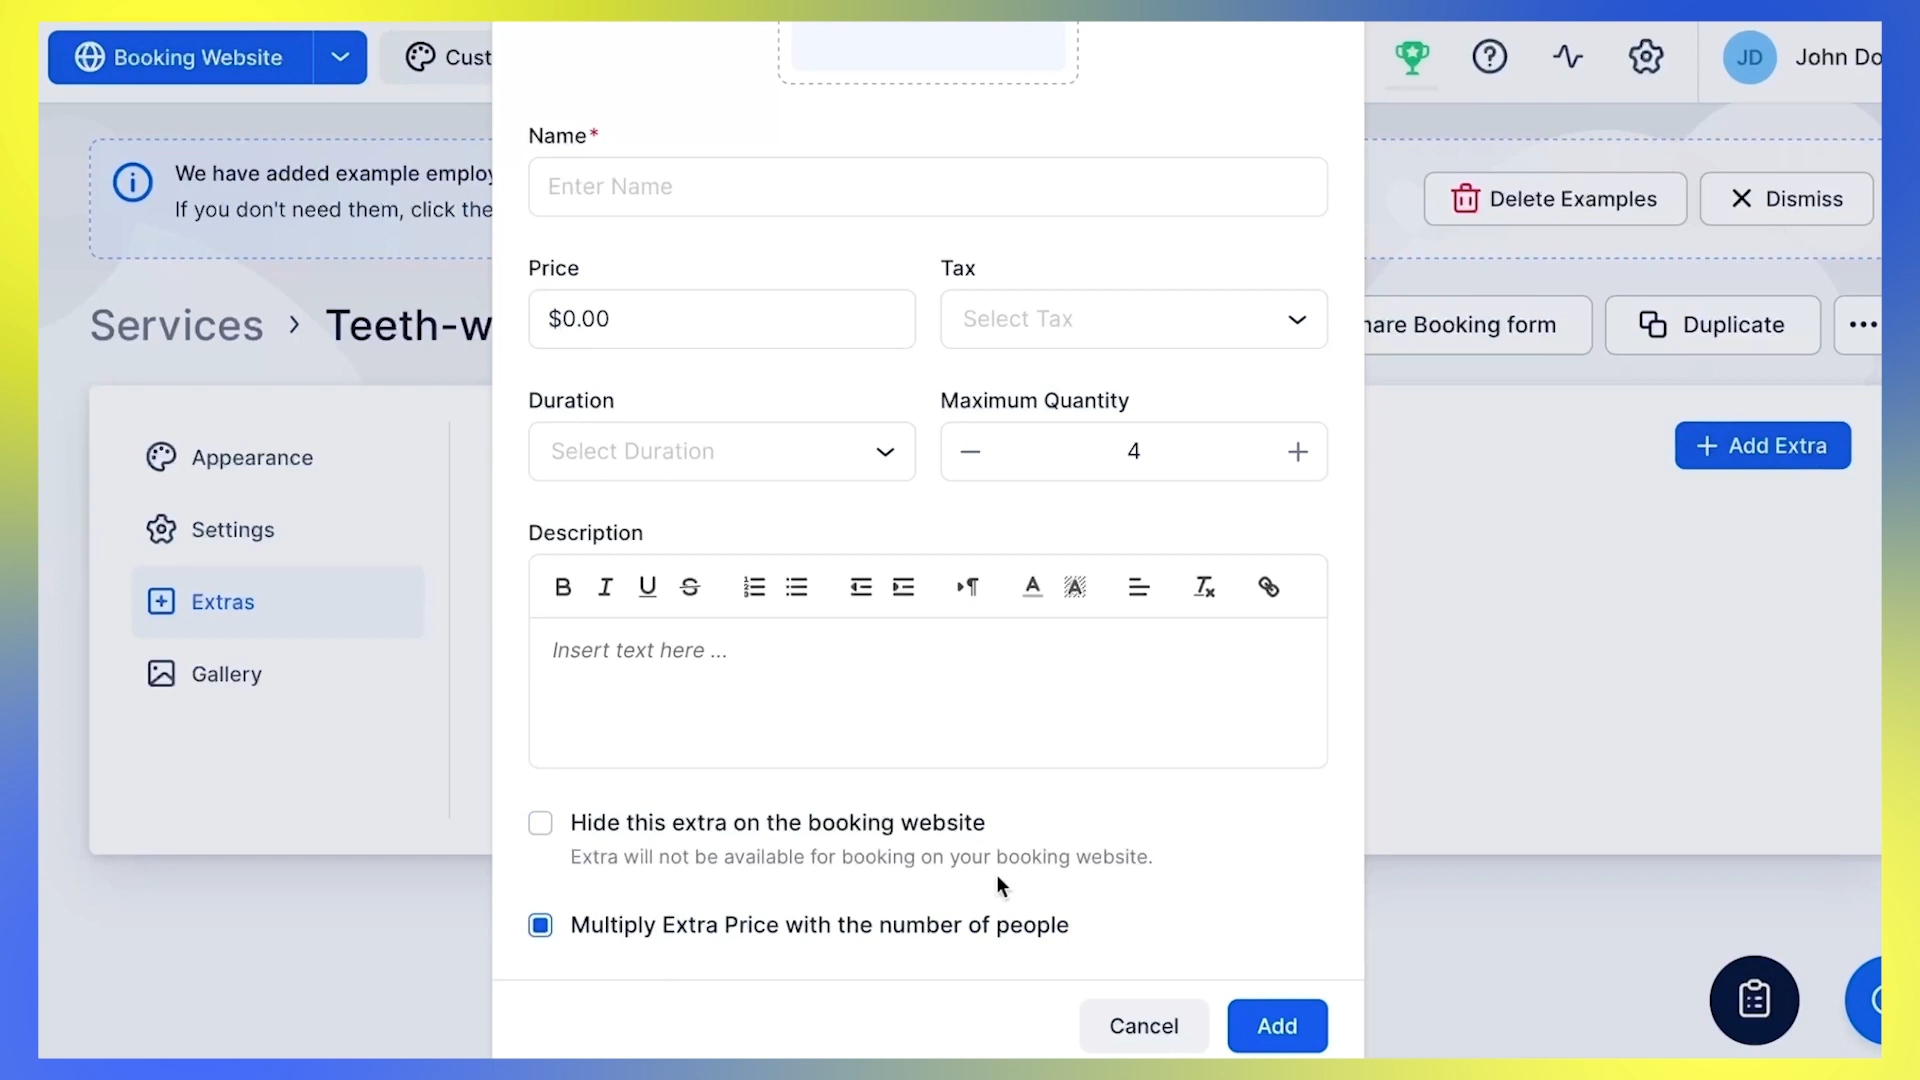 Booking Website
Cust
JD
John Do
We have added example employ
If you don't need them, click the
Delete Examples
Dismiss
Services › Teeth-w
hare Booking form
Duplicate
Appearance
Settings
Extras
Gallery
Add Extra
Name*
Enter Name
Price
Tax
$0.00
Select Tax
Duration
Maximum Quantity
Select Duration
4
Description
Insert text here ...
Hide this extra on the booking website
Extra will not be available for booking on your booking website.
Multiply Extra Price with the number of people
Cancel
Add